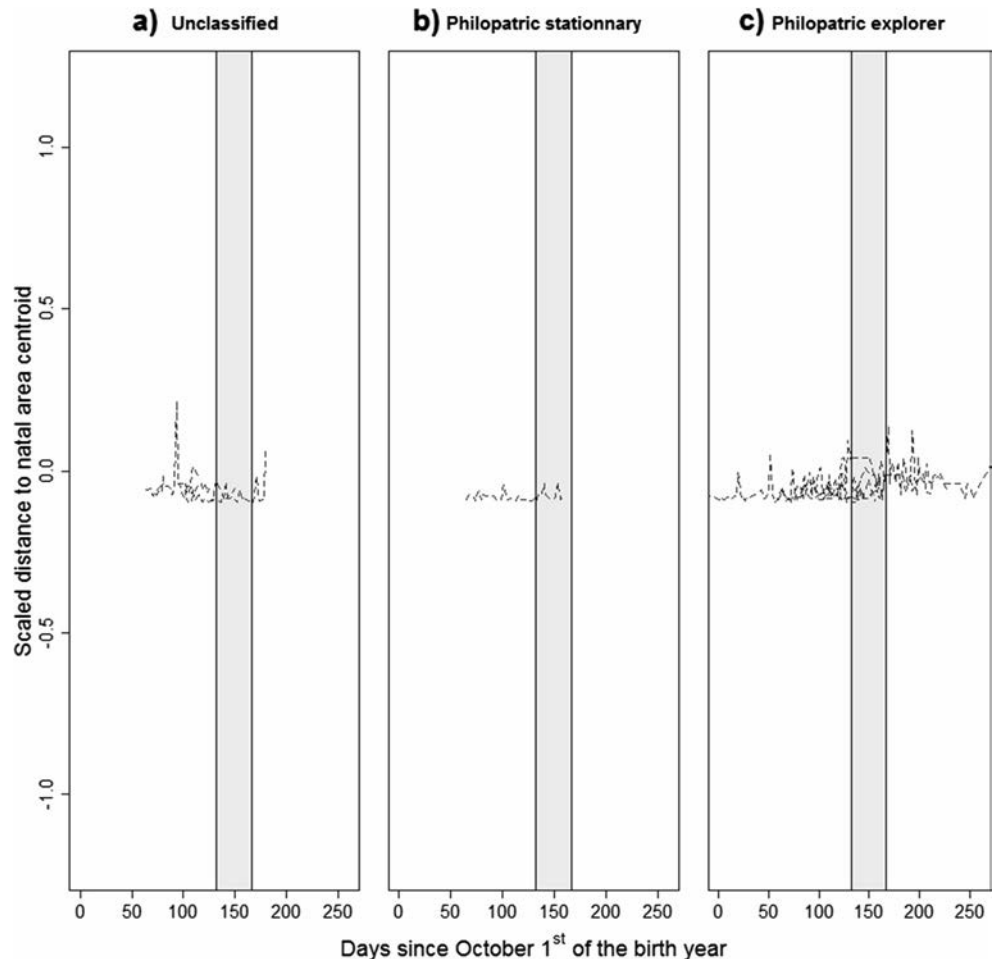 a) Unclassified b) Philopatric stationnary c) Philopatric explorer
Scaled distance to natal area centroid
1.0
0.5
0.0
-0.5
-1.0
0 50 100 150 200 250 0 50 100 150 200 250 0 50 100 150 200 250
Days since October 1st of the birth year